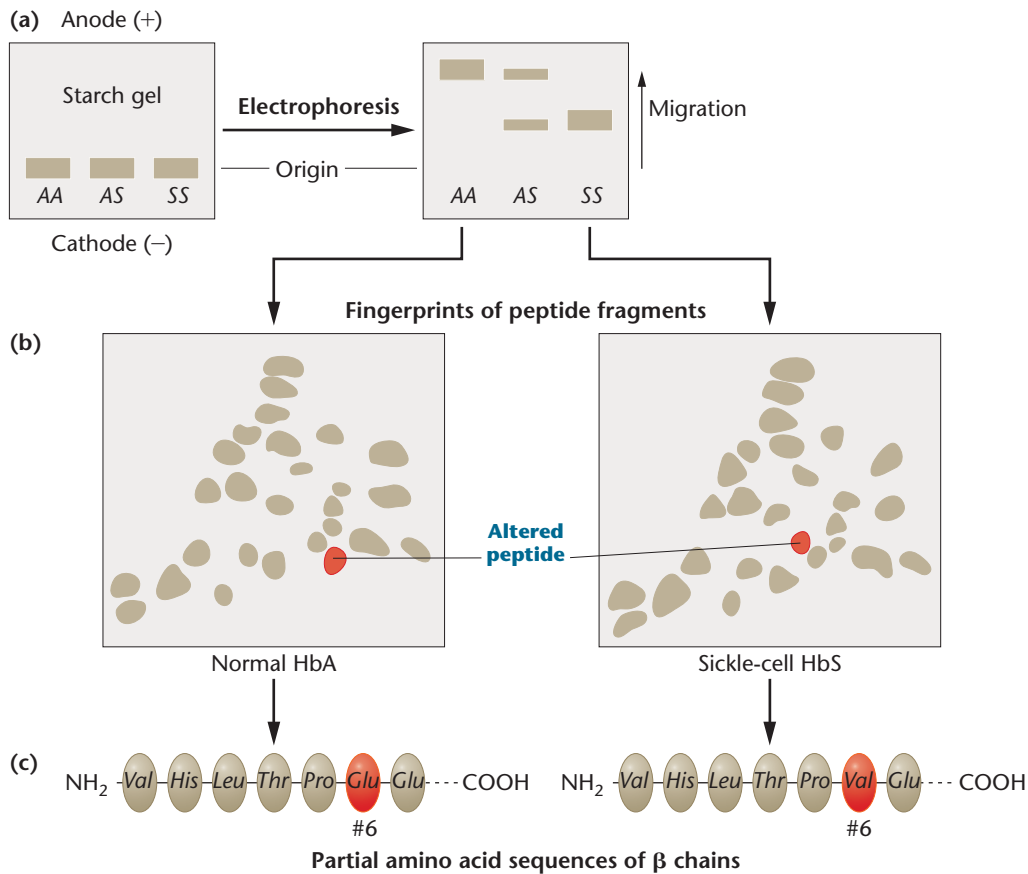 (a) Anode (+)
Starch gel
AA AS SS
Cathode (−)
Electrophoresis
Origin
AA AS SS
Migration
Fingerprints of peptide fragments
(b)
Altered
peptide
Normal HbA
Sickle-cell HbS
(c)
NH₂ Val His Leu Thr Pro Glu Glu COOH
#6
NH₂ Val His Leu Thr Pro Val Glu COOH
#6
Partial amino acid sequences of β chains